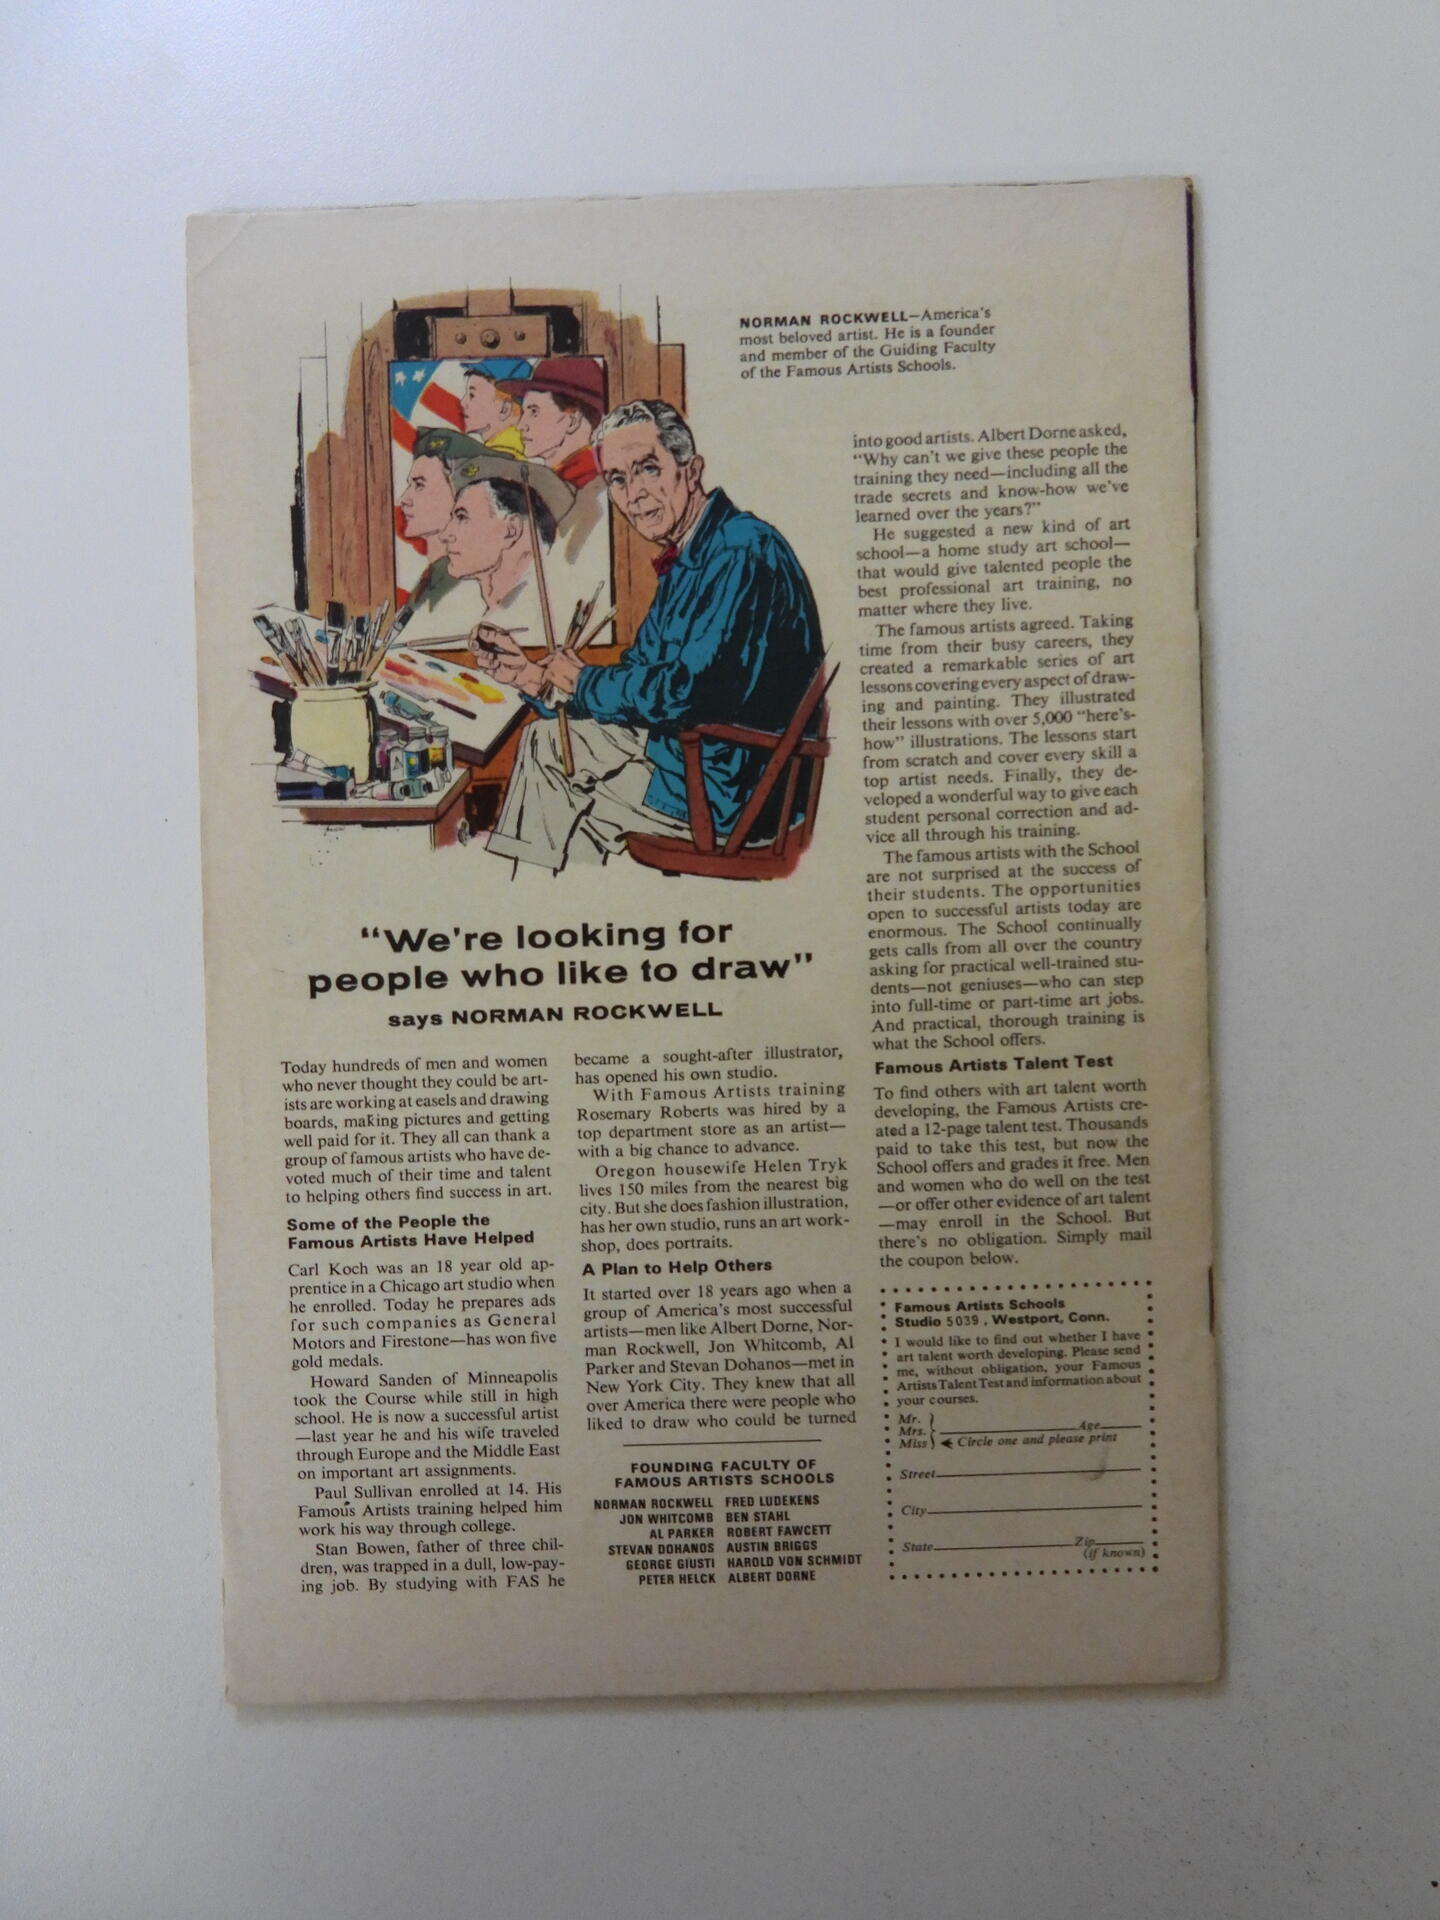 NORMAN ROCKWELL—America's
most beloved artist. He is a founder
and member of the Guiding Faculty
of the Famous Artists Schools.
"We're looking for
people who like to draw"
says NORMAN ROCKWELL
Today hundreds of men and women
who never thought they could be art-
ists are working at easels and drawing
boards, making pictures and getting
well paid for it. They all can thank a
group of famous artists who have de-
voted much of their time and talent
to helping others find success in art.
Some of the People the
Famous Artists Have Helped
Carl Koch was an 18 year old ap-
prentice in a Chicago art studio when
he enrolled. Today he prepares ads
for such companies as General
Motors and Firestone—has won five
gold medals.
Howard Sanden of Minneapolis
took the Course while still in high
school. He is now a successful artist
—last year he and his wife traveled
through Europe and the Middle East
on important art assignments.
Paul Sullivan enrolled at 14. His
Famous Artists training helped him
work his way through college.
Stan Bowen, father of three chil-
dren, was trapped in a dull, low-pay-
ing job. By studying with FAS he
became a sought-after illustrator,
has opened his own studio.
With Famous Artists training
Rosemary Roberts was hired by a
top department store as an artist—
with a big chance to advance.
Oregon housewife Helen Tryk
lives 150 miles from the nearest big
city. But she does fashion illustration,
has her own studio, runs an art work-
shop, does portraits.
A Plan to Help Others
It started over 18 years ago when a
group of America's most successful
artists—men like Albert Dorne, Nor-
man Rockwell, Jon Whitcomb, Al
Parker and Stevan Dohanos—met in
New York City. They knew that all
over America there were people who
liked to draw who could be turned
FOUNDING FACULTY OF
FAMOUS ARTISTS SCHOOLS
NORMAN ROCKWELL FRED LUDEKENS
JON WHITCOMB BEN STAHL
AL PARKER ROBERT FAWCETT
STEVAN DOHANOS AUSTIN BRIGGS
GEORGE GIUSTI HAROLD VON SCHMIDT
PETER HELCK ALBERT DORNE
into good artists. Albert Dorne asked,
"Why can't we give these people the
training they need—including all the
trade secrets and know-how we've
learned over the years?"
He suggested a new kind of art
school—a home study art school—
that would give talented people the
best professional art training, no
matter where they live.
The famous artists agreed. Taking
time from their busy careers, they
created a remarkable series of art
lessons covering every aspect of draw-
ing and painting. They illustrated
their lessons with over 5,000 "here's-
how" illustrations. The lessons start
from scratch and cover every skill a
top artist needs. Finally, they de-
veloped a wonderful way to give each
student personal correction and ad-
vice all through his training.
The famous artists with the School
are not surprised at the success of
their students. The opportunities
open to successful artists today are
enormous. The School continually
gets calls from all over the country
asking for practical well-trained stu-
dents—not geniuses—who can step
into full-time or part-time art jobs.
And practical, thorough training is
what the School offers.
Famous Artists Talent Test
To find others with art talent worth
developing, the Famous Artists cre-
ated a 12-page talent test. Thousands
paid to take this test, but now the
School offers and grades it free. Men
and women who do well on the test
—or offer other evidence of art talent
—may enroll in the School. But
there's no obligation. Simply mail
the coupon below.
Famous Artists Schools
Studio 5039, Westport, Conn.
I would like to find out whether I have
art talent worth developing. Please send
me, without obligation, your Famous
Artists Talent Test and information about
your courses.
Mr.
Mrs. Age
Miss Circle one and please print
Street
City
State Zip
(if known)